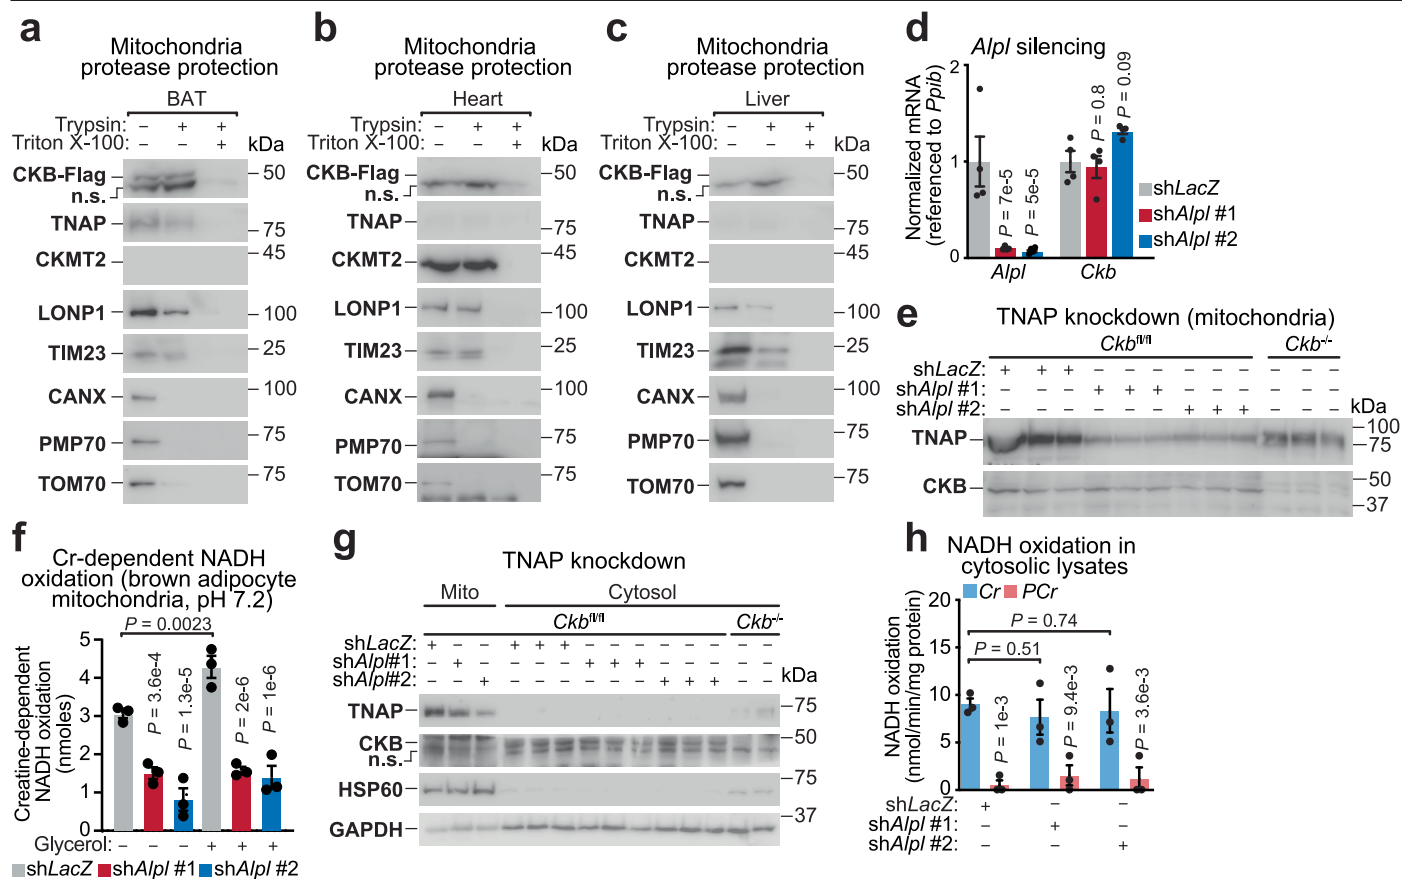 a
Mitochondria
protease protection
BAT
Trypsin: – + +
Triton X-100: – – +
kDa
CKB-Flag –50
n.s.
TNAP –75
CKMT2 –45
LONP1 –100
TIM23 –25
CANX –100
PMP70 –75
TOM70 –75
b
Mitochondria
protease protection
Heart
Trypsin: – + +
Triton X-100: – – +
kDa
CKB-Flag –50
n.s.
TNAP –75
CKMT2 –45
LONP1 –100
TIM23 –25
CANX –100
PMP70 –75
TOM70 –75
c
Mitochondria
protease protection
Liver
Trypsin: – + +
Triton X-100: – – +
kDa
CKB-Flag –50
n.s.
TNAP –75
CKMT2 –45
LONP1 –100
TIM23 –25
CANX –100
PMP70 –75
TOM70 –75
d
Alpl silencing
Normalized mRNA
(referenced to Ppib)
2
1
0
P = 7e-5
P = 5e-5
P = 0.8
P = 0.09
Alpl Ckb
shLacZ
shAlpl #1
shAlpl #2
e
TNAP knockdown (mitochondria)
Ckbfl/fl Ckb-/-
shLacZ: + + + – – – – – – – – –
shAlpl #1: – – – + + + – – – – – –
shAlpl #2: – – – – – – + + + – – –
kDa
TNAP –100
–75
CKB –50
–37
f
Cr-dependent NADH
oxidation (brown adipocyte
mitochondria, pH 7.2)
P = 0.0023
Creatine-dependent
NADH oxidation
(nmoles)
5
4
3
2
1
0
P = 3.6e-4
P = 1.3e-5
P = 2e-6
P = 1e-6
Glycerol: – – – + + +
shLacZ shAlpl #1 shAlpl #2
g
TNAP knockdown
Mito Cytosol
Ckbfl/fl Ckb-/-
shLacZ: + – – + + + – – – – – – – –
shAlpl#1: – + – – – – + + + – – – – –
shAlpl#2: – – + – – – – – – + + + – –
kDa
TNAP –75
CKB –50
n.s.
HSP60 –75
GAPDH –37
h
NADH oxidation in
cytosolic lysates
Cr PCr
NADH oxidation
(nmol/min/mg protein)
20
15
10
5
0
P = 0.74
P = 0.51
P = 1e-3
P = 9.4e-3
P = 3.6e-3
shLacZ: + – –
shAlpl #1: – + –
shAlpl #2: – – +